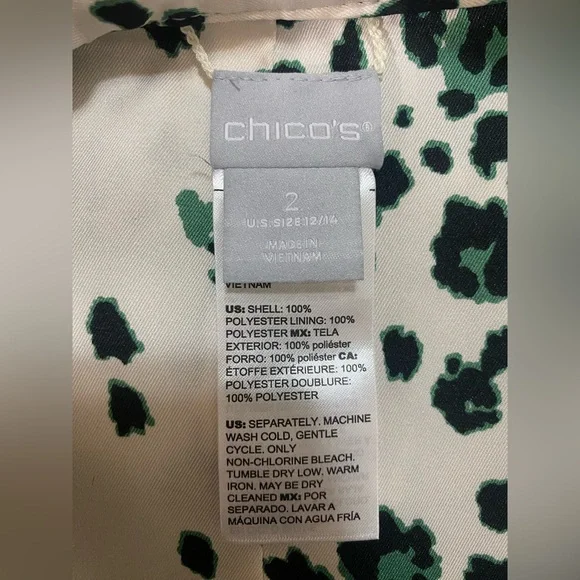 chico's®
2
U.S. SIZE 12/14
MADE IN
VIETNAM
VIETNAM
US: SHELL: 100%
POLYESTER LINING: 100%
POLYESTER MX: TELA
EXTERIOR: 100% poliéster
FORRO: 100% poliéster CA:
ÉTOFFE EXTÉRIEURE: 100%
POLYESTER DOUBLURE:
100% POLYESTER
US: SEPARATELY. MACHINE
WASH COLD, GENTLE
CYCLE. ONLY
NON-CHLORINE BLEACH.
TUMBLE DRY LOW, WARM
IRON. MAY BE DRY
CLEANED MX: POR
SEPARADO. LAVAR A
MÁQUINA CON AGUA FRÍA